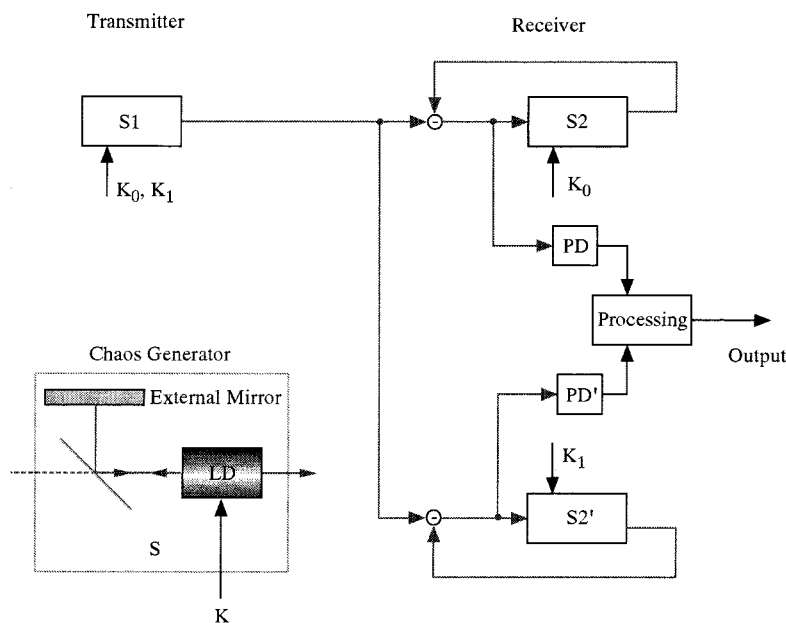 Transmitter
Receiver
S1
S2
K₀, K₁
K₀
PD
Processing
Output
Chaos Generator
External Mirror
PD'
LD
K₁
S2'
S
K